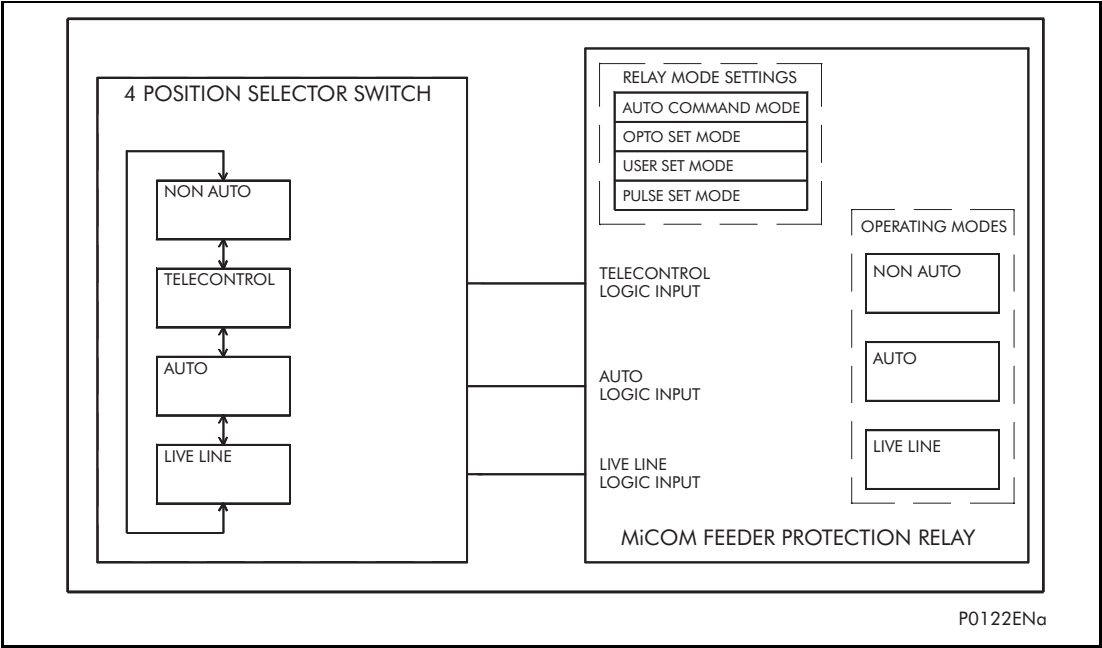 4 POSITION SELECTOR SWITCH
NON AUTO
TELECONTROL
AUTO
LIVE LINE
RELAY MODE SETTINGS
AUTO COMMAND MODE
OPTO SET MODE
USER SET MODE
PULSE SET MODE
TELECONTROL
LOGIC INPUT
AUTO
LOGIC INPUT
LIVE LINE
LOGIC INPUT
OPERATING MODES
NON AUTO
AUTO
LIVE LINE
MiCOM FEEDER PROTECTION RELAY
P0122ENa